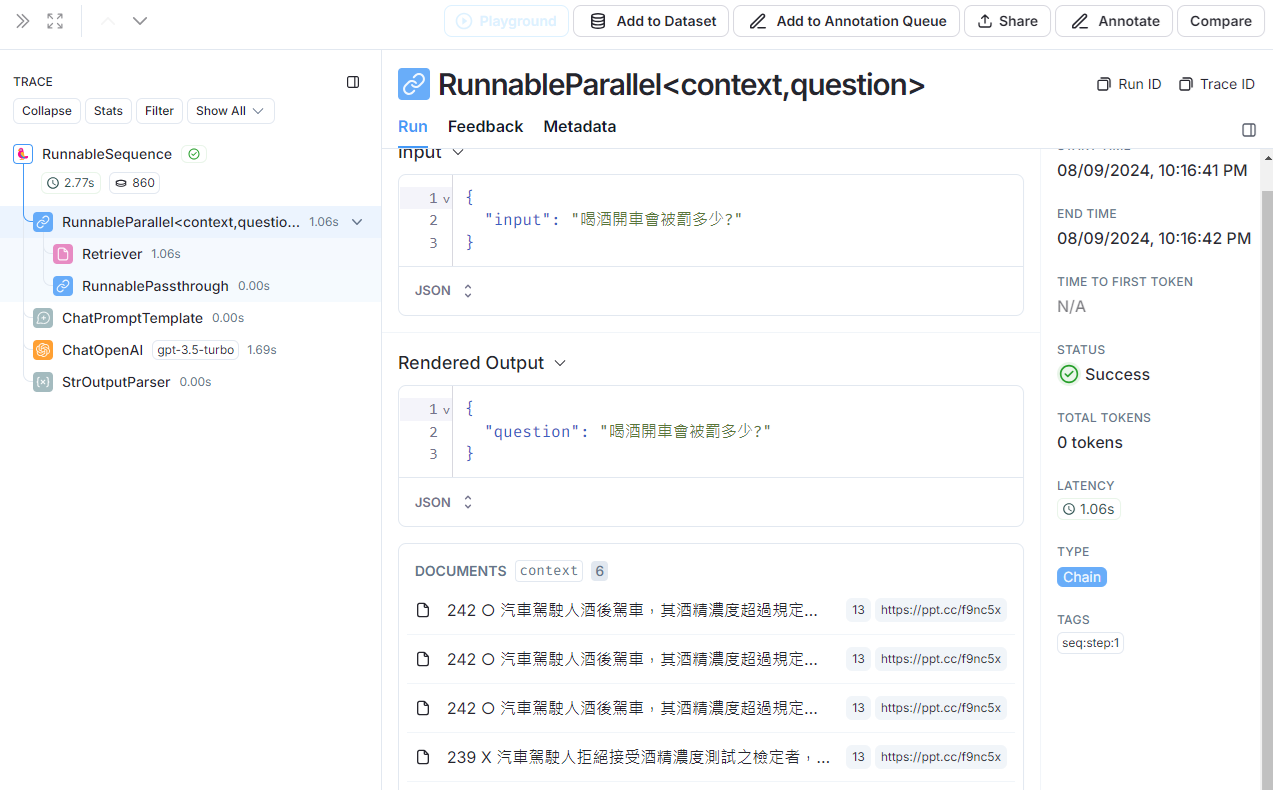 Playground
Add to Dataset
Add to Annotation Queue
Share
Annotate
Compare
TRACE
Collapse
Stats
Filter
Show All
RunnableSequence
2.77s
860
RunnableParallel<context,questio... 1.06s
Retriever 1.06s
RunnablePassthrough 0.00s
ChatPromptTemplate 0.00s
ChatOpenAI gpt-3.5-turbo 1.69s
StrOutputParser 0.00s
RunnableParallel<context,question>
Run ID
Trace ID
Run
Feedback
Metadata
Input
1 {
2 "input": "喝酒開車會被罰多少?"
3 }
JSON
Rendered Output
1 {
2 "question": "喝酒開車會被罰多少?"
3 }
JSON
DOCUMENTS context 6
242 O 汽車駕駛人酒後駕車，其酒精濃度超過規定... 13 https://ppt.cc/f9nc5x
242 O 汽車駕駛人酒後駕車，其酒精濃度超過規定... 13 https://ppt.cc/f9nc5x
242 O 汽車駕駛人酒後駕車，其酒精濃度超過規定... 13 https://ppt.cc/f9nc5x
239 X 汽車駕駛人拒絕接受酒精濃度測試之檢定者，... 13 https://ppt.cc/f9nc5x
START TIME
08/09/2024, 10:16:41 PM
END TIME
08/09/2024, 10:16:42 PM
TIME TO FIRST TOKEN
N/A
STATUS
Success
TOTAL TOKENS
0 tokens
LATENCY
1.06s
TYPE
Chain
TAGS
seq:step:1